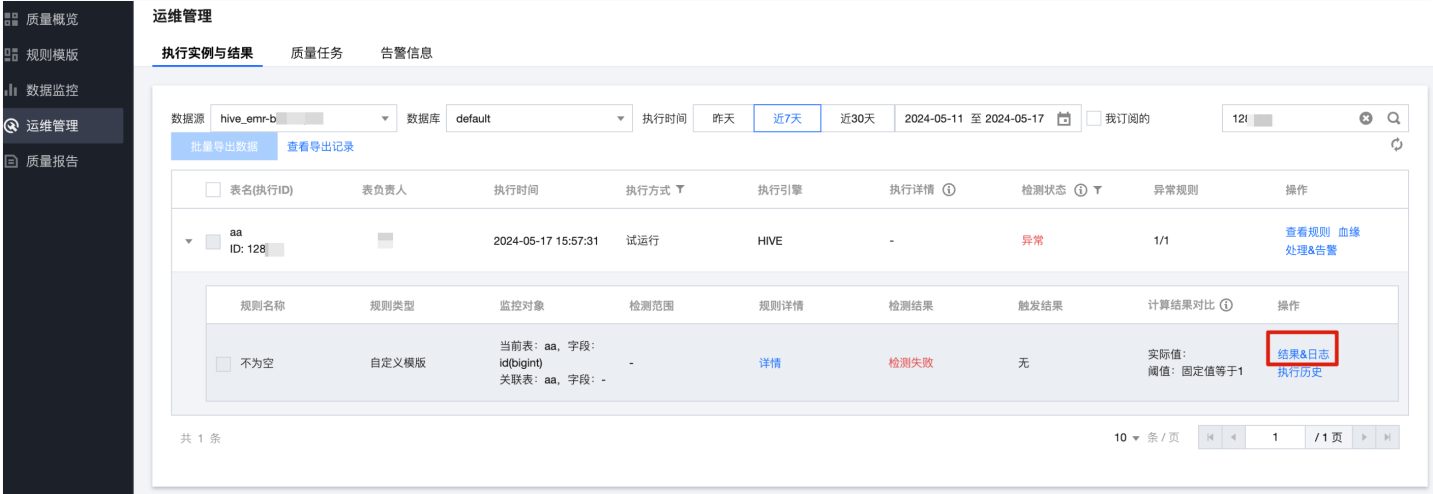 质量概览
规则模版
数据监控
运维管理
质量报告
运维管理
执行实例与结果 质量任务 告警信息
数据源 hive_emr-b 数据库 default 执行时间 昨天 近7天 近30天 2024-05-11 至 2024-05-17 我订阅的 128
批量导出数据 查看导出记录
表名(执行ID) 表负责人 执行时间 执行方式 执行引擎 执行详情 检测状态 异常规则 操作
aa
ID: 128
2024-05-17 15:57:31 试运行 HIVE - 异常 1/1
查看规则 血缘
处理&告警
规则名称 规则类型 监控对象 检测范围 规则详情 检测结果 触发结果 计算结果对比 操作
不为空 自定义模版
当前表：aa，字段：
id(bigint)
关联表：aa，字段：-
- 详情 检测失败 无
实际值：
阈值：固定值等于1
结果&日志
执行历史
共 1 条 10 条 / 页 1 / 1 页